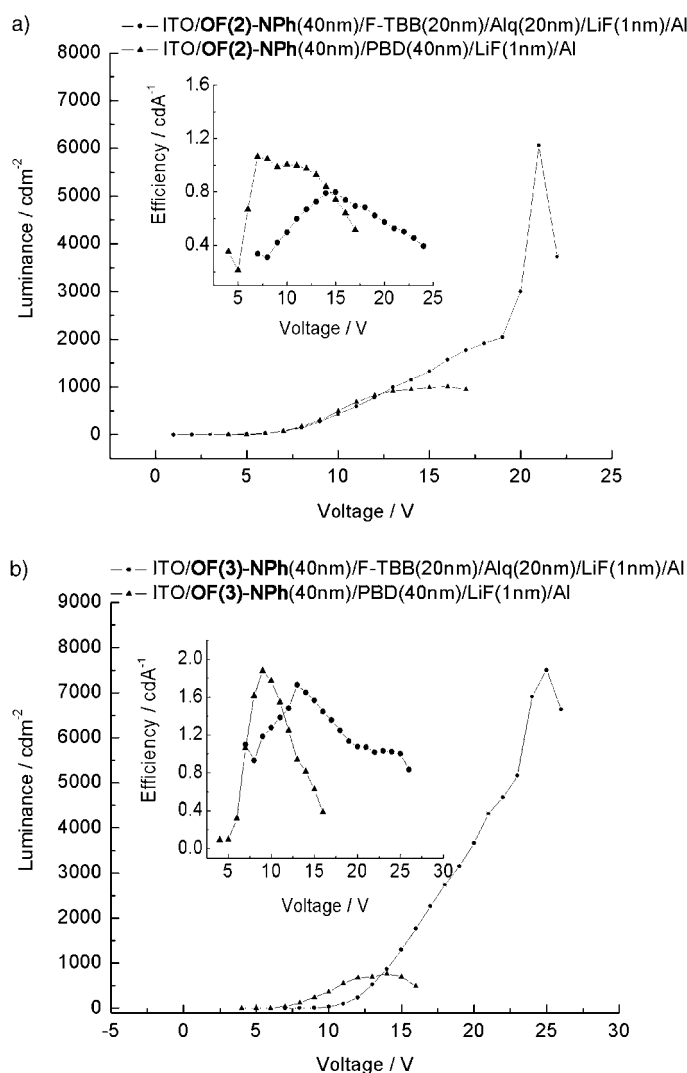 a)
—•— ITO/OF(2)-NPh(40nm)/F-TBB(20nm)/Alq(20nm)/LiF(1nm)/Al
—▲— ITO/OF(2)-NPh(40nm)/PBD(40nm)/LiF(1nm)/Al
8000
7000
6000
5000
4000
3000
2000
1000
0
Luminance / cdm⁻²
0 5 10 15 20 25
Voltage / V
1.6
1.2
0.8
0.4
Efficiency / cdA⁻¹
5 10 15 20 25
Voltage / V
b)
—•— ITO/OF(3)-NPh(40nm)/F-TBB(20nm)/Alq(20nm)/LiF(1nm)/Al
—▲— ITO/OF(3)-NPh(40nm)/PBD(40nm)/LiF(1nm)/Al
9000
8000
7000
6000
5000
4000
3000
2000
1000
0
Luminance / cdm⁻²
-5 0 5 10 15 20 25 30
Voltage / V
2.0
1.6
1.2
0.8
0.4
0.0
Efficiency / cdA⁻¹
5 10 15 20 25 30
Voltage / V